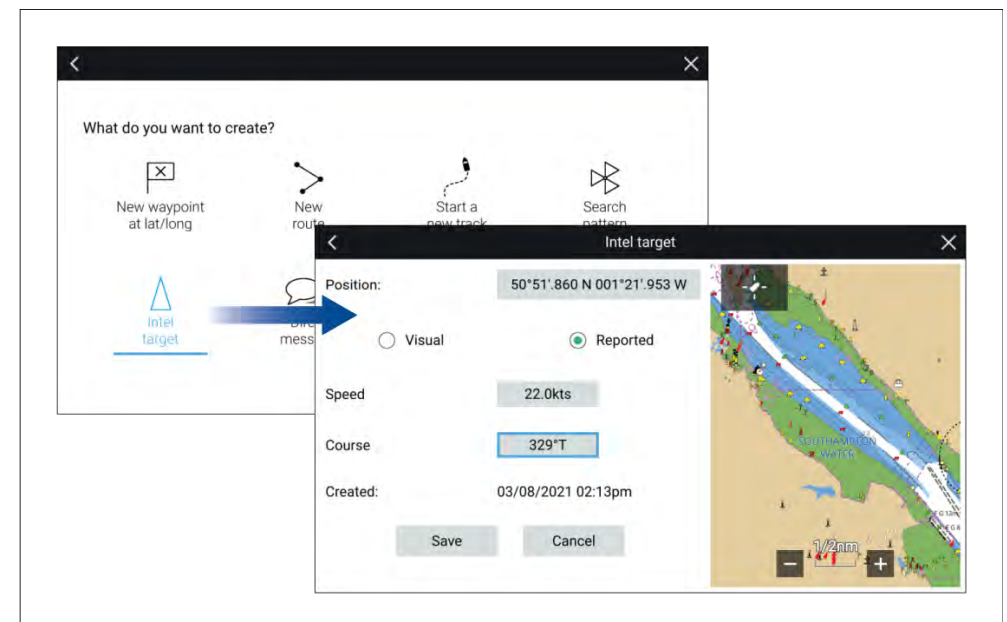 What do you want to create?
New waypoint
at lat/long
New
route
Start a
new track
Search
pattern
Intel
target
Intel target
Position:
50°51'.860 N 001°21'.953 W
Visual
Reported
Speed
22.0kts
Course
329°T
Created:
03/08/2021 02:13pm
Save
Cancel
SOUTHAMPTON
WATER
1/2nm